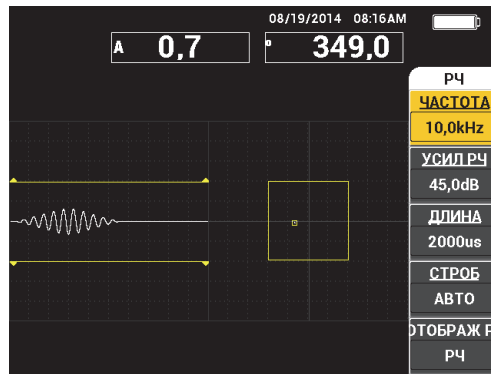 08/19/2014 08:16AM
A 0,7
° 349,0
РЧ
ЧАСТОТА
10,0kHz
УСИЛ РЧ
45,0dB
ДЛИНА
2000us
СТРОБ
АВТО
ОТОБРАЖ Р
РЧ